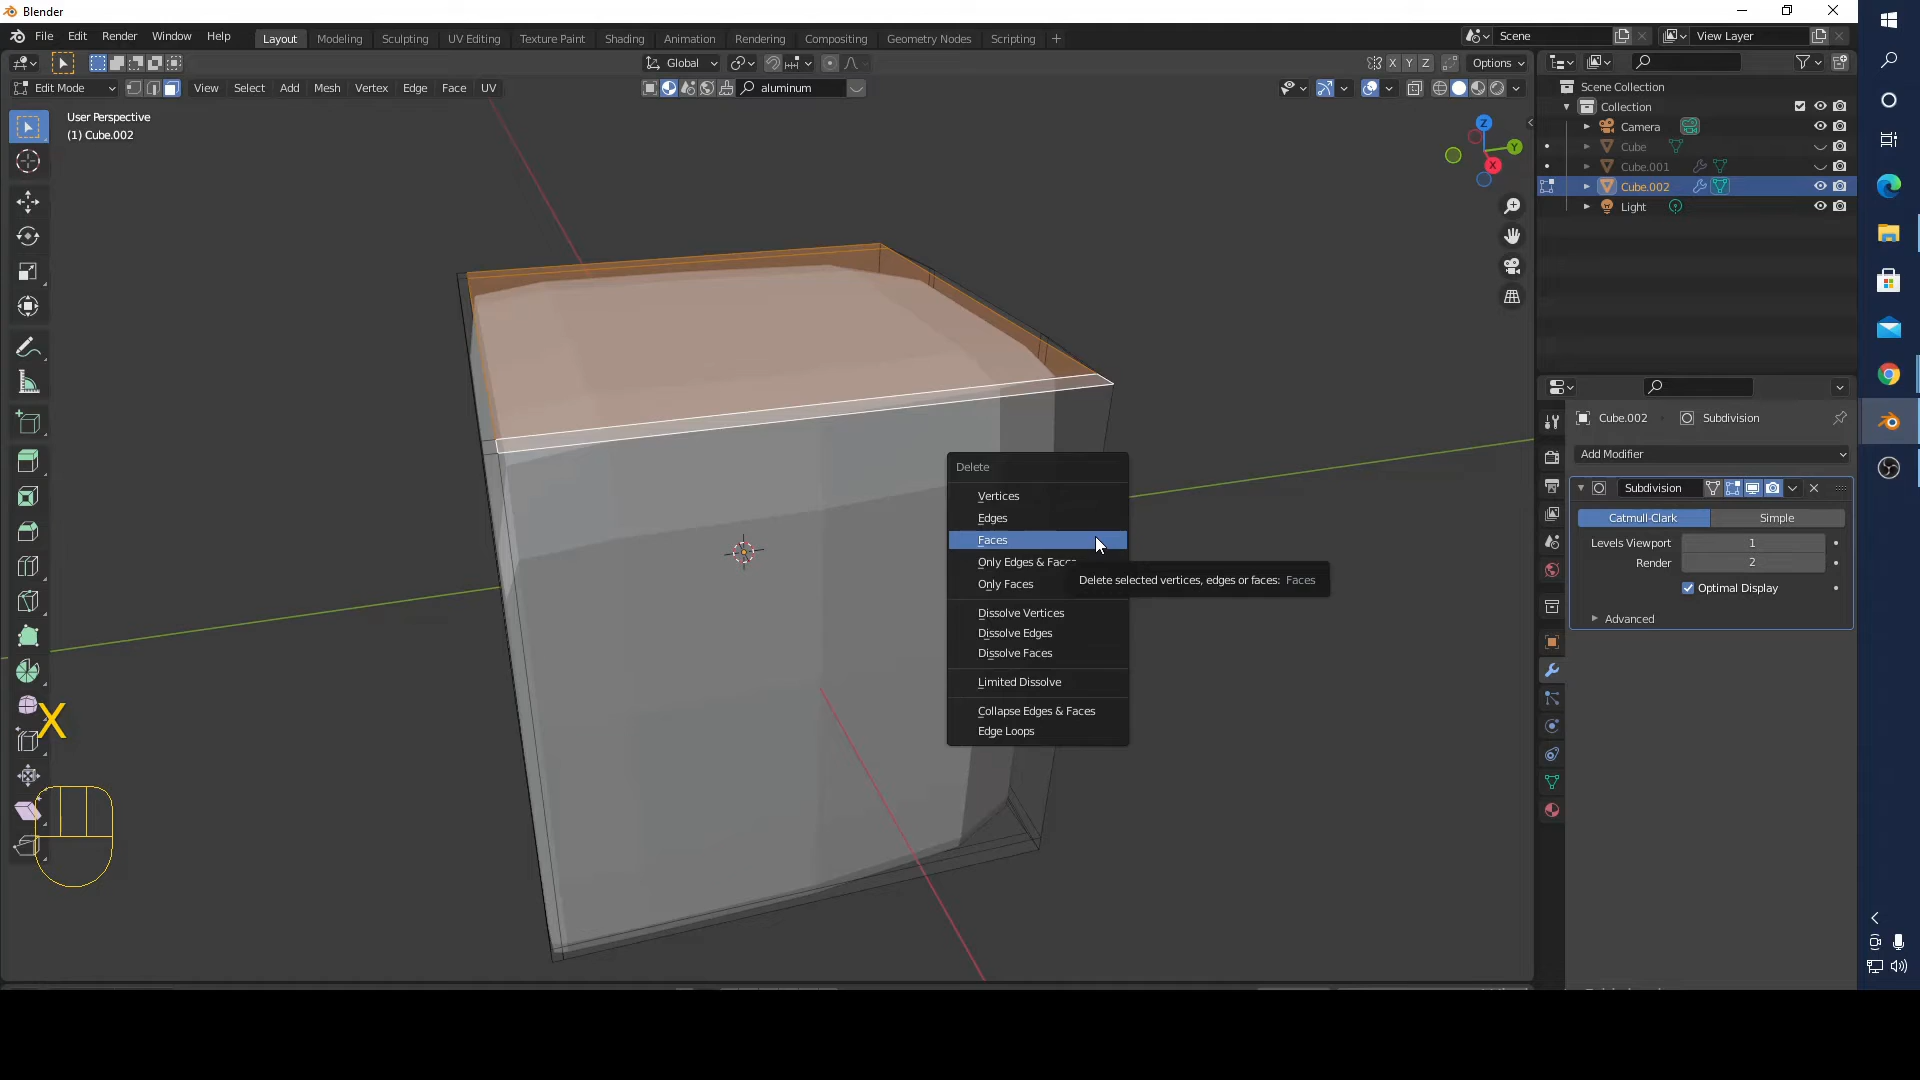 Blender
File Edit Render Window Help Layout Modeling Sculpting UV Editing Texture Paint Shading Animation Rendering Compositing Geometry Nodes Scripting + Scene View Layer
Global X Y Z Options
Edit Mode View Select Add Mesh Vertex Edge Face UV aluminum
User Perspective
(1) Cube.002
Z
Y
X
Scene Collection
Collection
Camera
Cube
Cube.001
Cube.002
Light
Cube.002 Subdivision
Add Modifier
Subdivision
Catmull-Clark Simple
Levels Viewport 1
Render 2
Optimal Display
Advanced
Delete
Vertices
Edges
Faces
Only Edges & Faces
Only Faces
Delete selected vertices, edges or faces: Faces
Dissolve Vertices
Dissolve Edges
Dissolve Faces
Limited Dissolve
Collapse Edges & Faces
Edge Loops
X